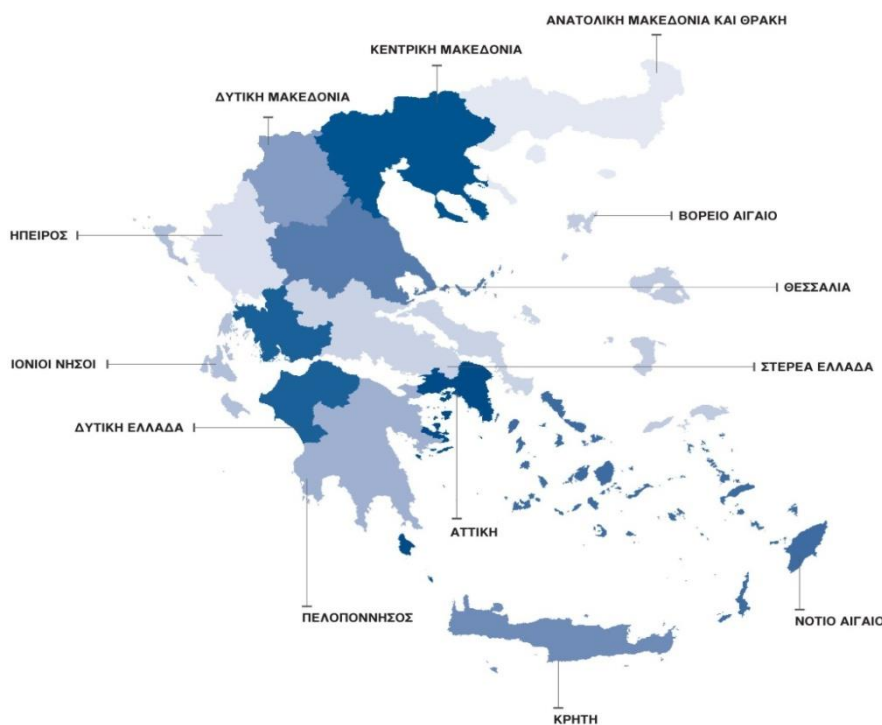 ΑΝΑΤΟΛΙΚΗ ΜΑΚΕΔΟΝΙΑ ΚΑΙ ΘΡΑΚΗ
ΚΕΝΤΡΙΚΗ ΜΑΚΕΔΟΝΙΑ
ΔΥΤΙΚΗ ΜΑΚΕΔΟΝΙΑ
ΒΟΡΕΙΟ ΑΙΓΑΙΟ
ΗΠΕΙΡΟΣ
ΘΕΣΣΑΛΙΑ
ΙΟΝΙΟΙ ΝΗΣΟΙ
ΣΤΕΡΕΑ ΕΛΛΑΔΑ
ΔΥΤΙΚΗ ΕΛΛΑΔΑ
ΑΤΤΙΚΗ
ΠΕΛΟΠΟΝΝΗΣΟΣ
ΝΟΤΙΟ ΑΙΓΑΙΟ
ΚΡΗΤΗ